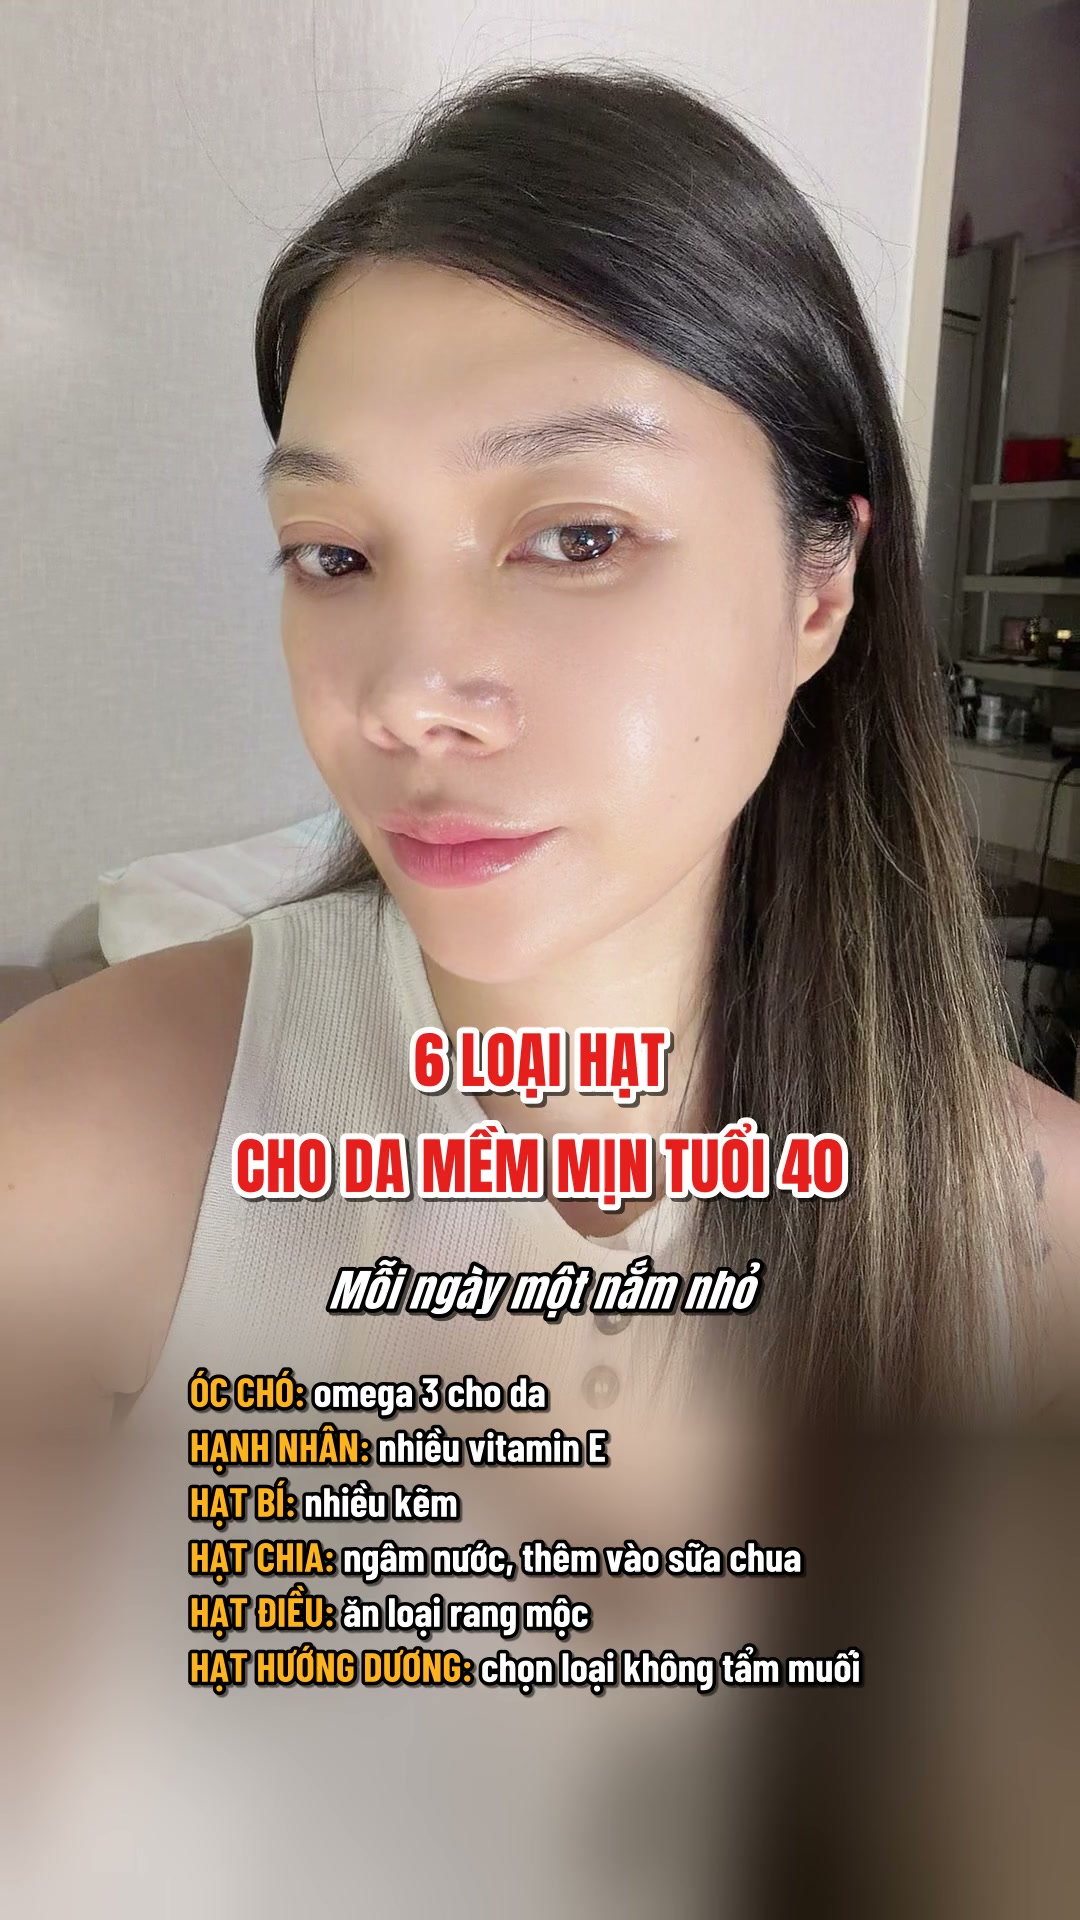 6 LOẠI HẠT
CHO DA MỀM MỊN TUỔI 40
Mỗi ngày một nắm nhỏ
ÓC CHÓ: omega 3 cho da
HẠNH NHÂN: nhiều vitamin E
HẠT BÍ: nhiều kẽm
HẠT CHIA: ngâm nước, thêm vào sữa chua
HẠT ĐIỀU: ăn loại rang mộc
HẠT HƯỚNG DƯƠNG: chọn loại không tẩm muối